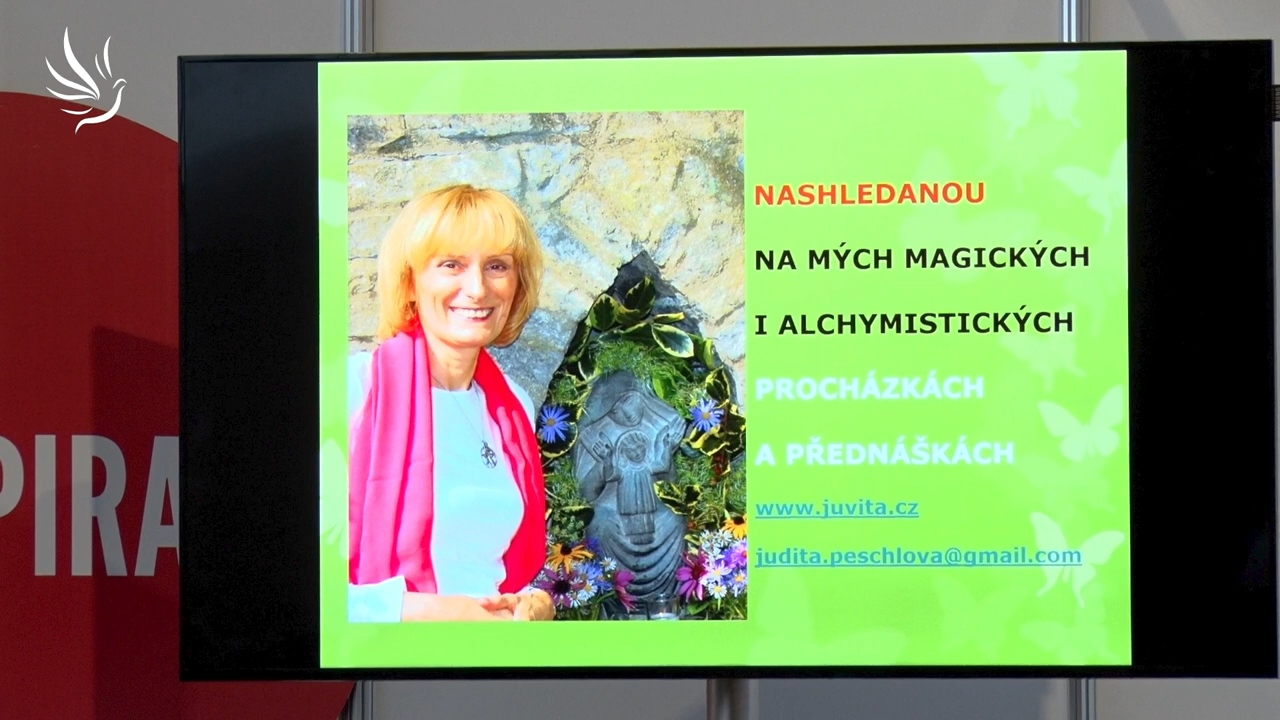 PIRA
NASHLEDANOU
NA MÝCH MAGICKÝCH
I ALCHYMISTICKÝCH
PROCHÁZKÁCH
A PŘEDNÁŠKÁCH
www.juvita.cz
judita.peschlova@gmail.com